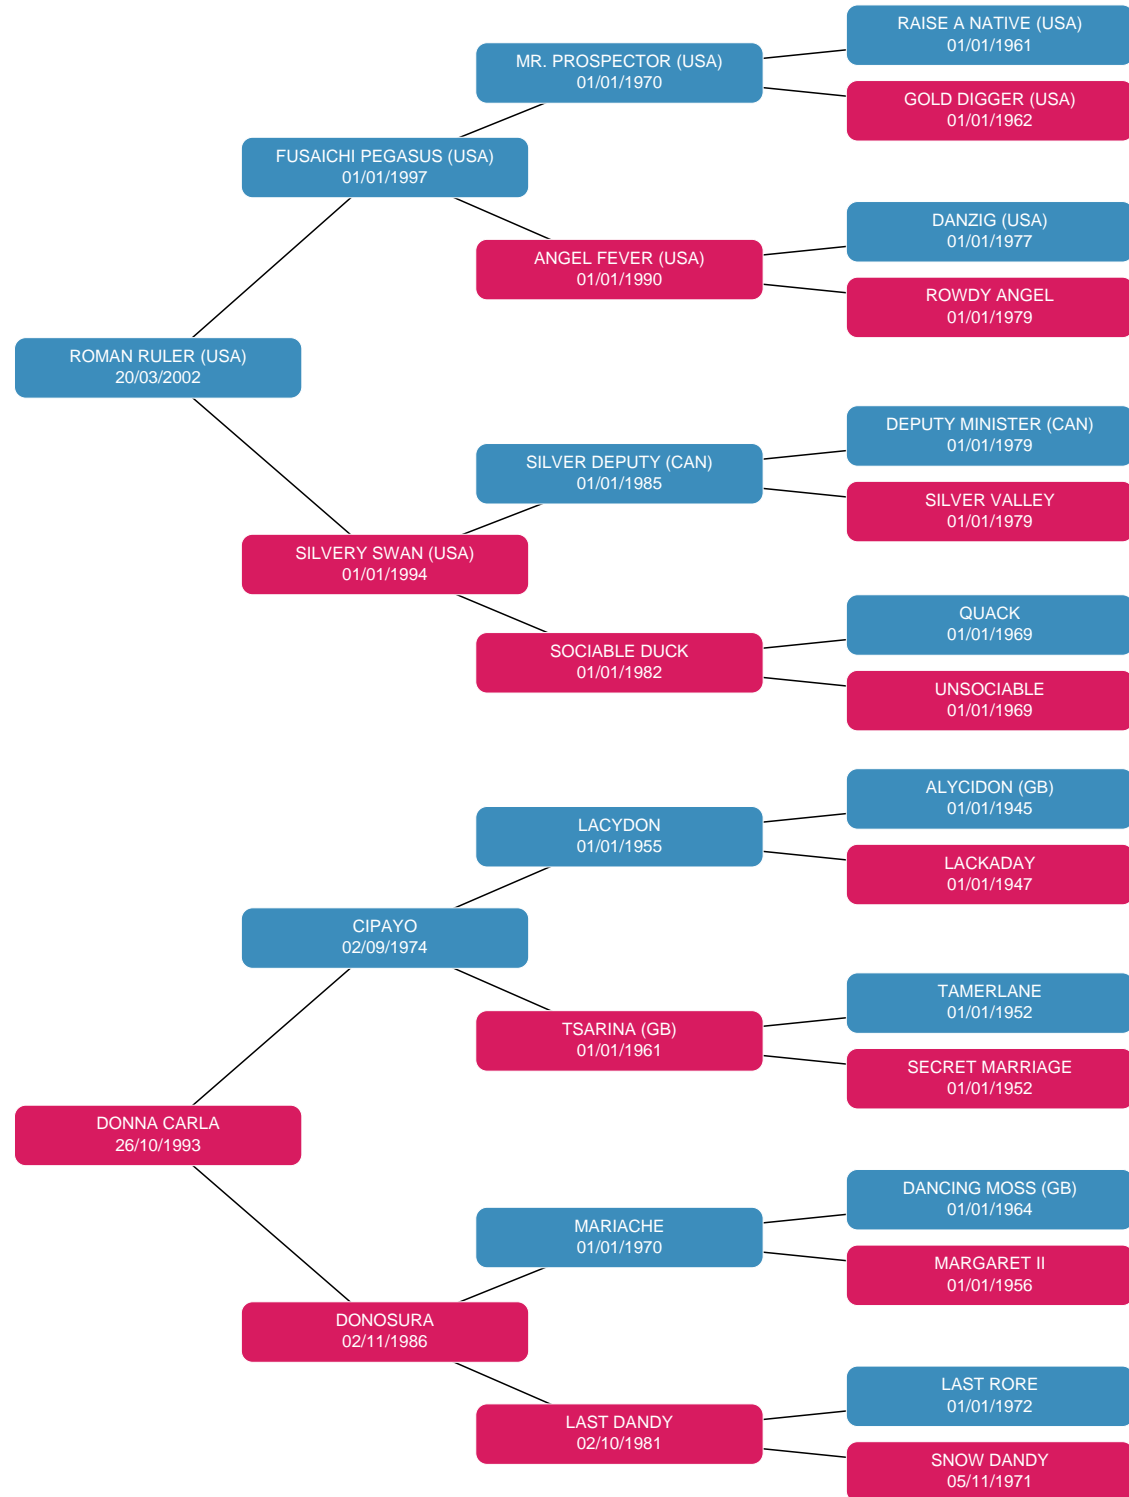 RAISE A NATIVE (USA)
01/01/1961
MR. PROSPECTOR (USA)
01/01/1970
GOLD DIGGER (USA)
01/01/1962
FUSAICHI PEGASUS (USA)
01/01/1997
DANZIG (USA)
01/01/1977
ANGEL FEVER (USA)
01/01/1990
ROWDY ANGEL
01/01/1979
ROMAN RULER (USA)
20/03/2002
DEPUTY MINISTER (CAN)
01/01/1979
SILVER DEPUTY (CAN)
01/01/1985
SILVER VALLEY
01/01/1979
SILVERY SWAN (USA)
01/01/1994
QUACK
01/01/1969
SOCIABLE DUCK
01/01/1982
UNSOCIABLE
01/01/1969
ALYCIDON (GB)
01/01/1945
LACYDON
01/01/1955
LACKADAY
01/01/1947
CIPAYO
02/09/1974
TAMERLANE
01/01/1952
TSARINA (GB)
01/01/1961
SECRET MARRIAGE
01/01/1952
DONNA CARLA
26/10/1993
DANCING MOSS (GB)
01/01/1964
MARIACHE
01/01/1970
MARGARET II
01/01/1956
DONOSURA
02/11/1986
LAST RORE
01/01/1972
LAST DANDY
02/10/1981
SNOW DANDY
05/11/1971